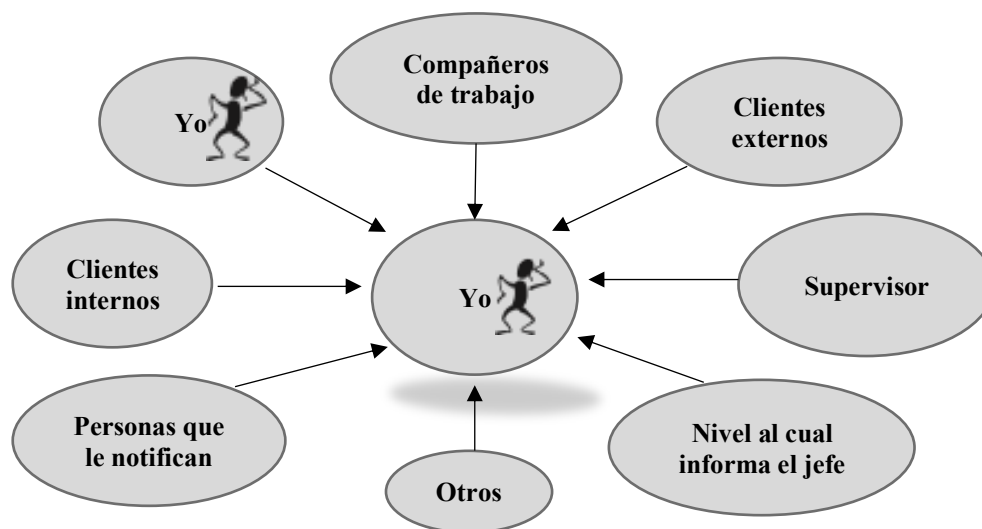 Compañeros
de trabajo
Yo
Clientes
externos
Clientes
internos
Yo
Supervisor
Personas que
le notifican
Nivel al cual
informa el jefe
Otros